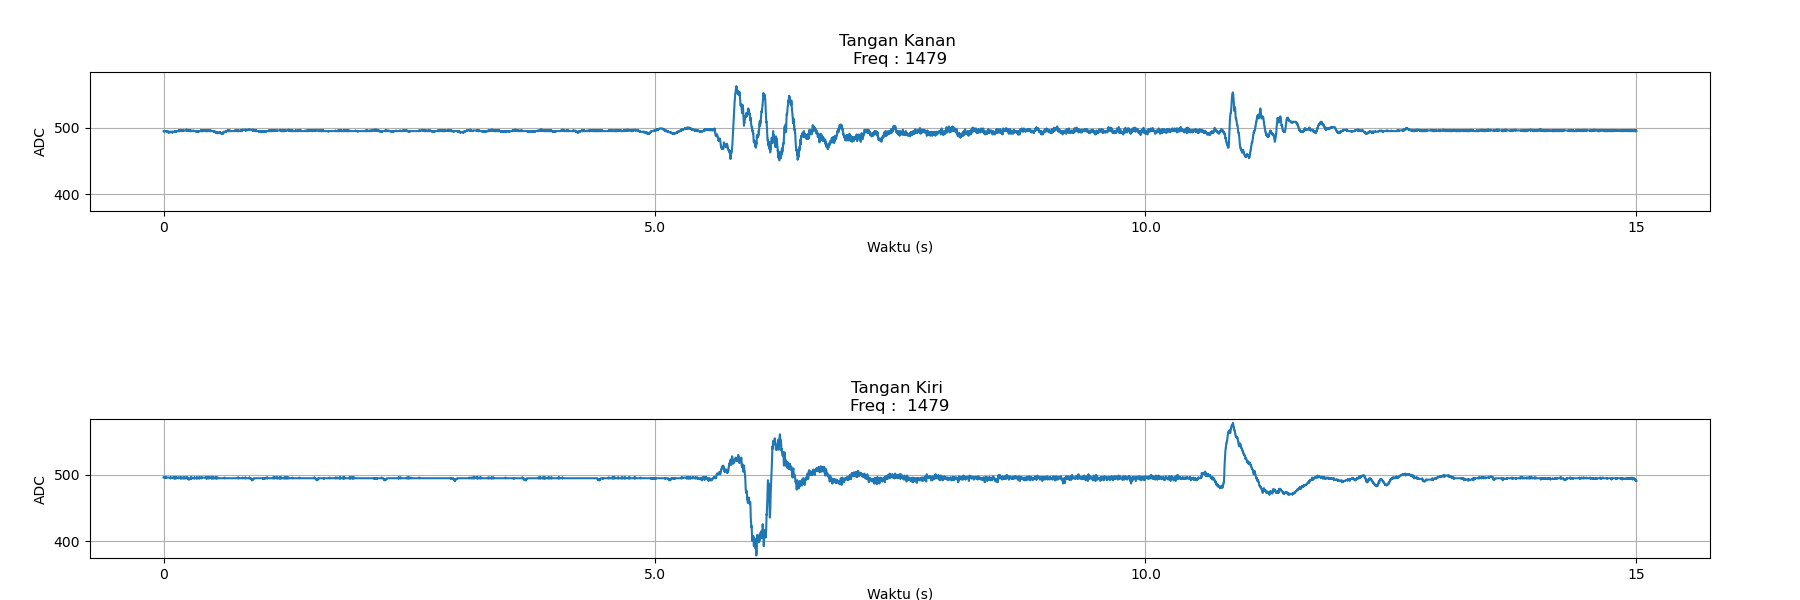 Tangan Kanan
Freq : 1479
500
400
ADC
0 5.0 10.0 15
Waktu (s)
Tangan Kiri
Freq :  1479
500
400
ADC
0 5.0 10.0 15
Waktu (s)